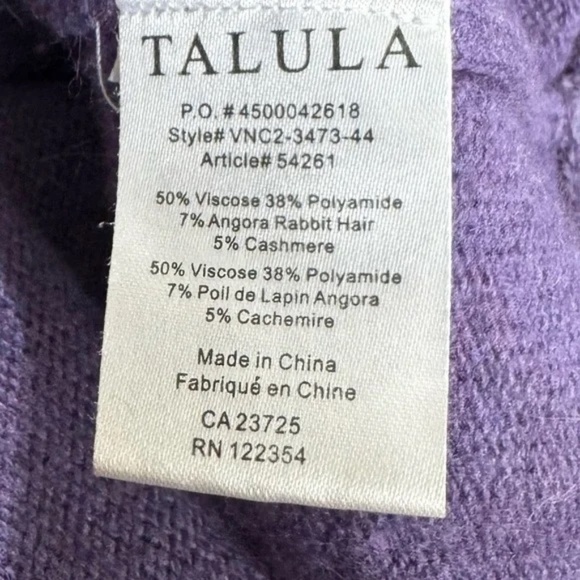 TALULA
P.O. # 4500042618
Style# VNC2-3473-44
Article# 54261
50% Viscose 38% Polyamide
7% Angora Rabbit Hair
5% Cashmere
50% Viscose 38% Polyamide
7% Poil de Lapin Angora
5% Cachemire
Made in China
Fabriqué en Chine
CA 23725
RN 122354